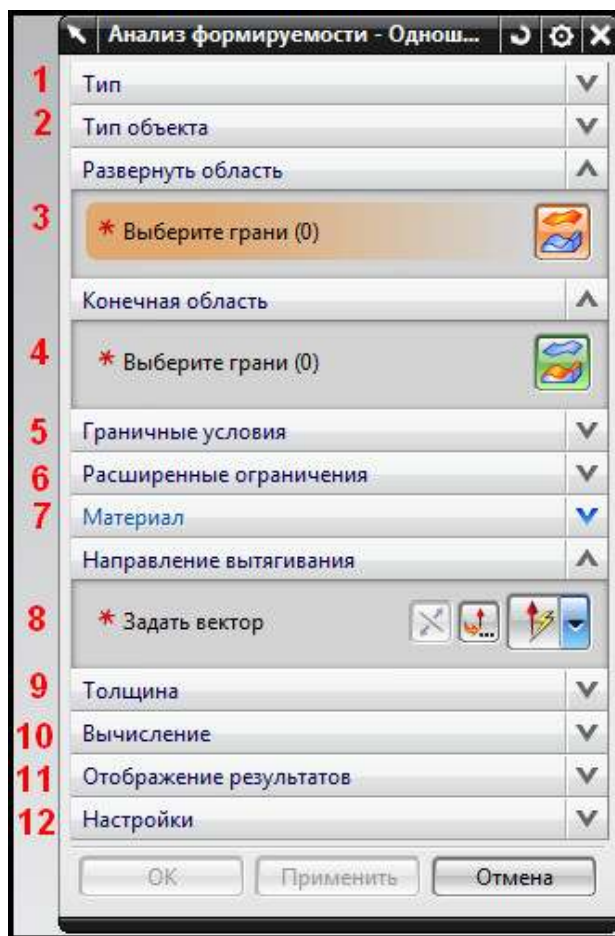 Анализ формируемости - Однош...
1 Тип
2 Тип объекта
Развернуть область
3 * Выберите грани (0)
Конечная область
4 * Выберите грани (0)
5 Граничные условия
6 Расширенные ограничения
7 Материал
Направление вытягивания
8 * Задать вектор
9 Толщина
10 Вычисление
11 Отображение результатов
12 Настройки
ОК Применить Отмена